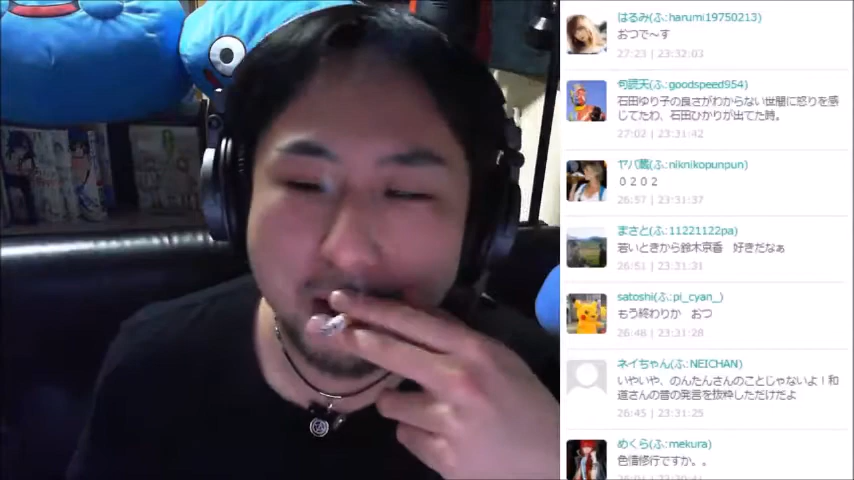 はるみ(ふ:harumi19750213)
おつで～す
27:23 | 23:32:03
句読天(ふ:goodspeed954)
石田ゆり子の良さがわからない世間に怒りを感
じてたわ、石田ひかりが出てた時。
27:02 | 23:31:42
ヤバ蔵(ふ:niknikopunpun)
０２０２
26:57 | 23:31:37
まさと(ふ:11221122pa)
若いときから鈴木京香　好きだなぁ
26:51 | 23:31:31
satoshi(ふ:pi_cyan_)
もう終わりか　おつ
26:48 | 23:31:28
ネイちゃん(ふ:NEICHAN)
いやいや、のんたんさんのことじゃないよ！和
道さんの昔の発言を抜粋しただけだよ
26:45 | 23:31:25
めくら(ふ:mekura)
色情修行ですか。。